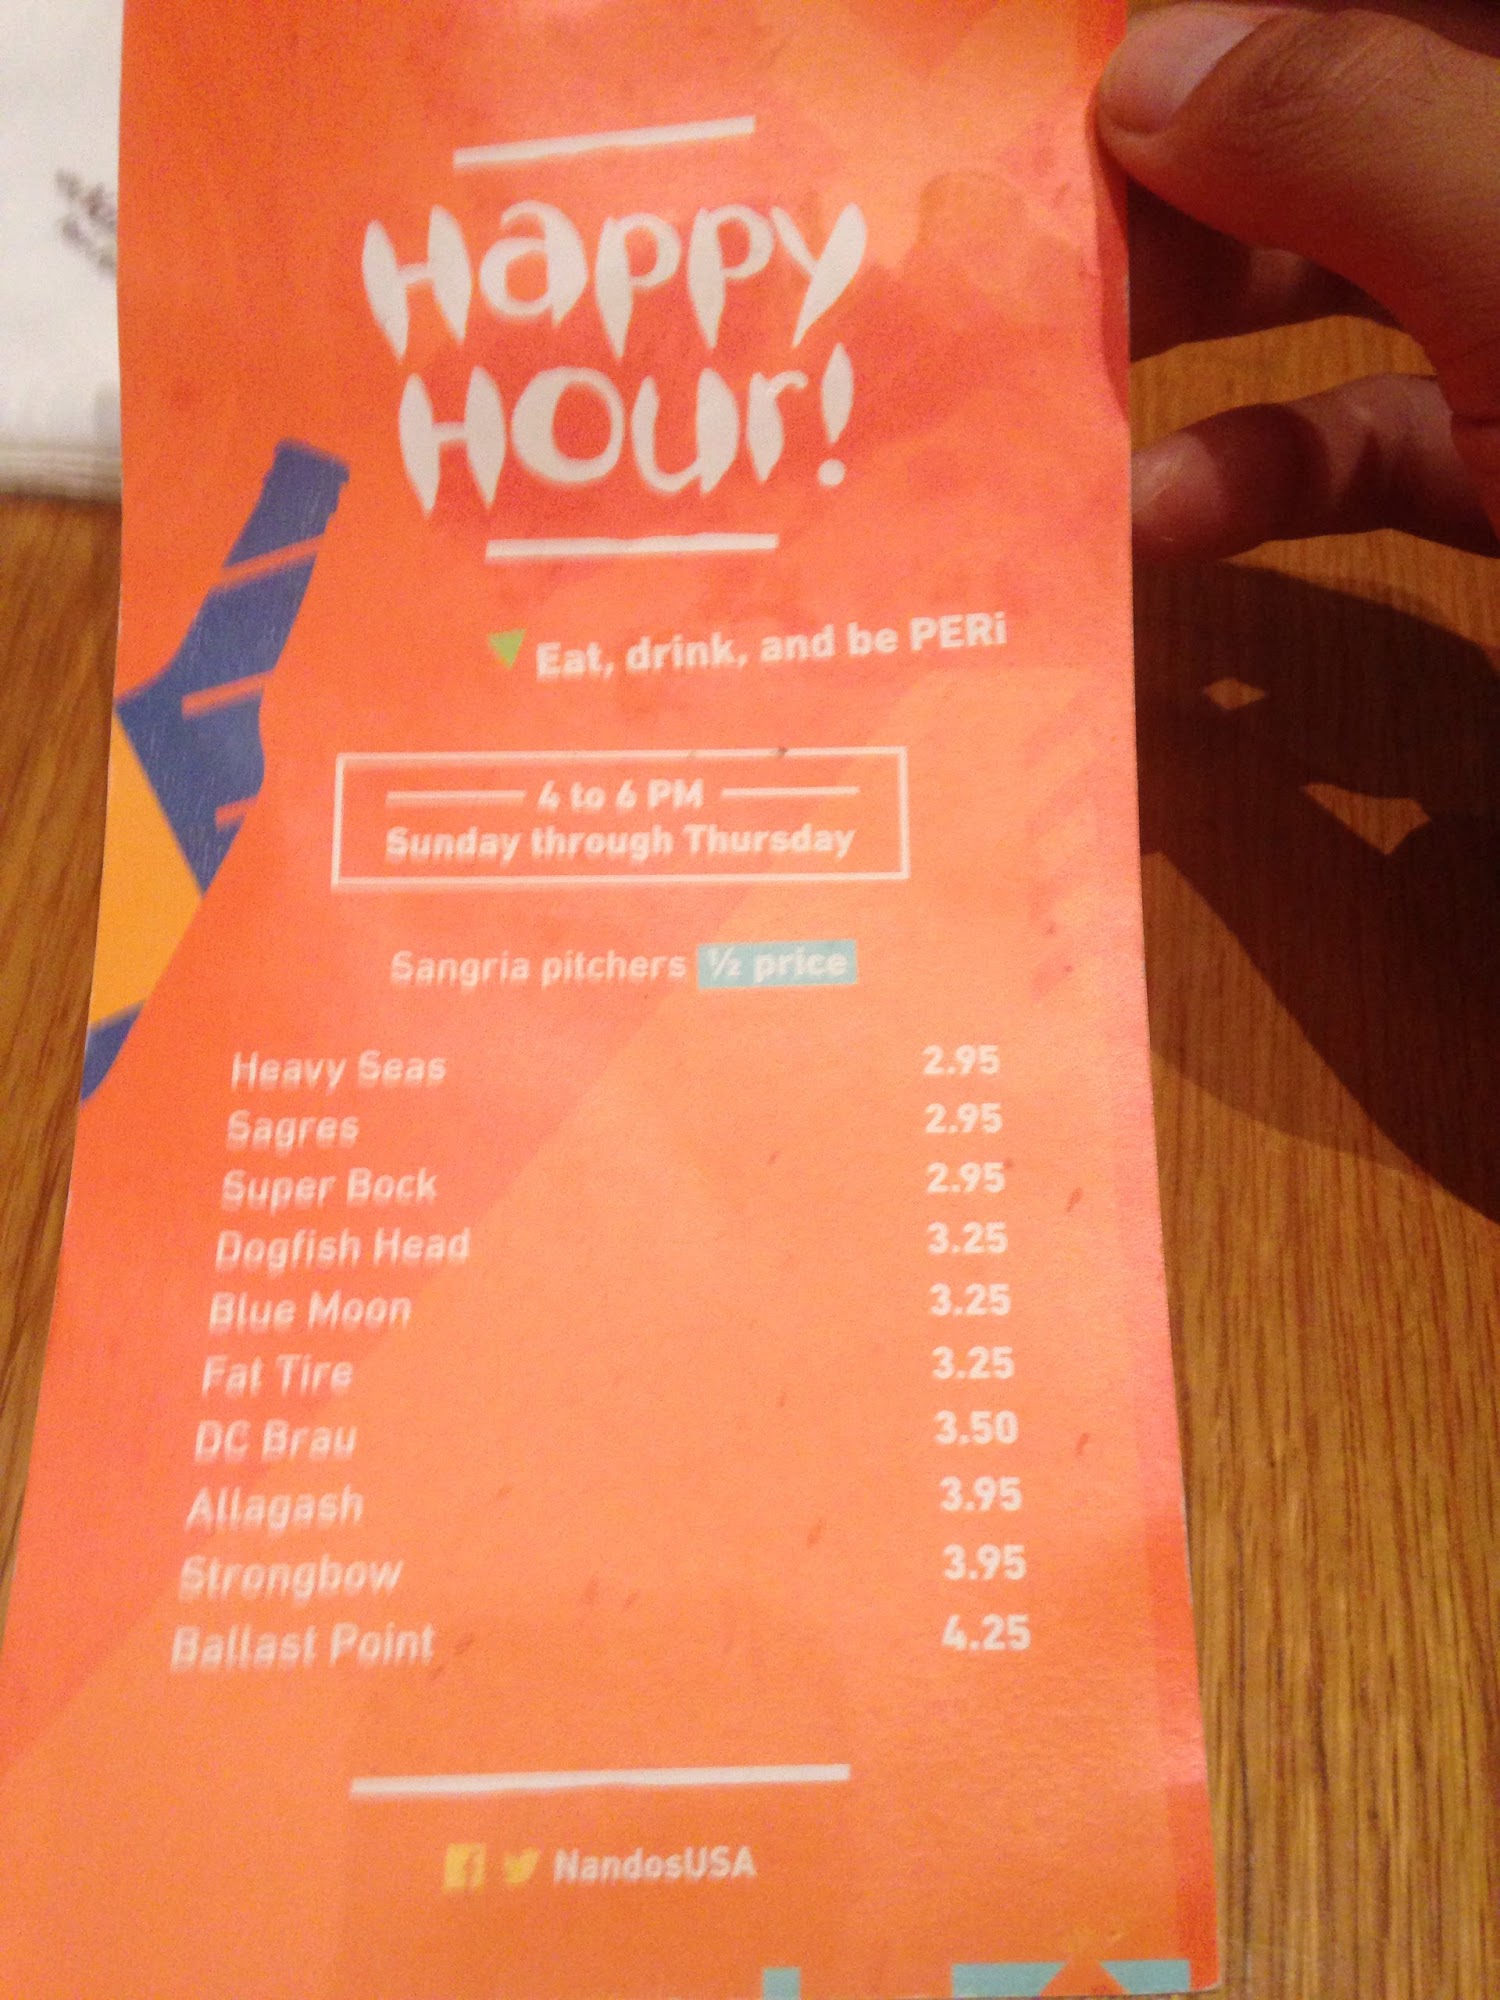 Happy
Hour!
Eat, drink, and be PERi
4 to 6 PM
Sunday through Thursday
Sangria pitchers ½ price
Heavy Seas 2.95
Sagres 2.95
Super Bock 2.95
Dogfish Head 3.25
Blue Moon 3.25
Fat Tire 3.25
DC Brau 3.50
Allagash 3.95
Strongbow 3.95
Ballast Point 4.25
NandosUSA